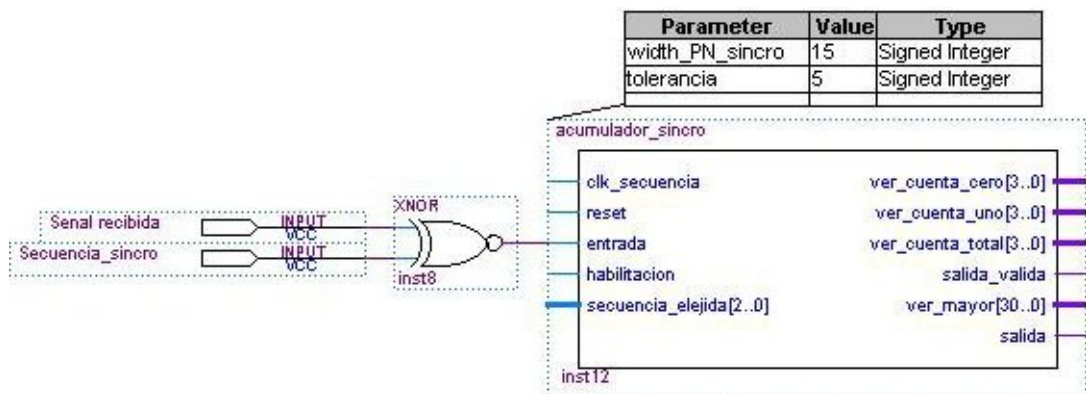 Parameter Value Type
width_PN_sincro 15 Signed Integer
tolerancia 5 Signed Integer
acumulador_sincro
clk_secuencia ver_cuenta_cero[3..0]
reset ver_cuenta_uno[3..0]
entrada ver_cuenta_total[3..0]
habilitacion salida_valida
secuencia_elejida[2..0] ver_mayor[30..0]
salida
inst12
XNOR
inst8
Senal recibida INPUT
VCC
Secuencia_sincro INPUT
VCC